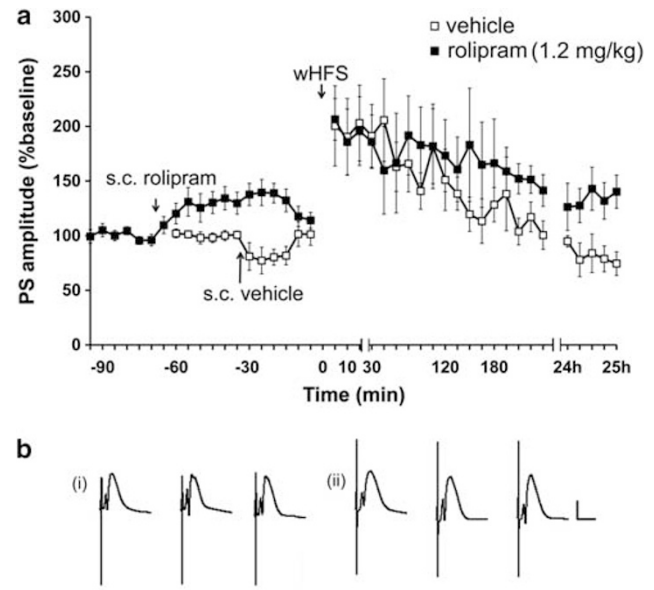 a
vehicle
rolipram (1.2 mg/kg)
wHFS
s.c. rolipram
s.c. vehicle
PS amplitude (%baseline)
300
250
200
150
100
50
0
-90 -60 -30 0 10 30 120 180 24h 25h
Time (min)
b
(i) (ii)